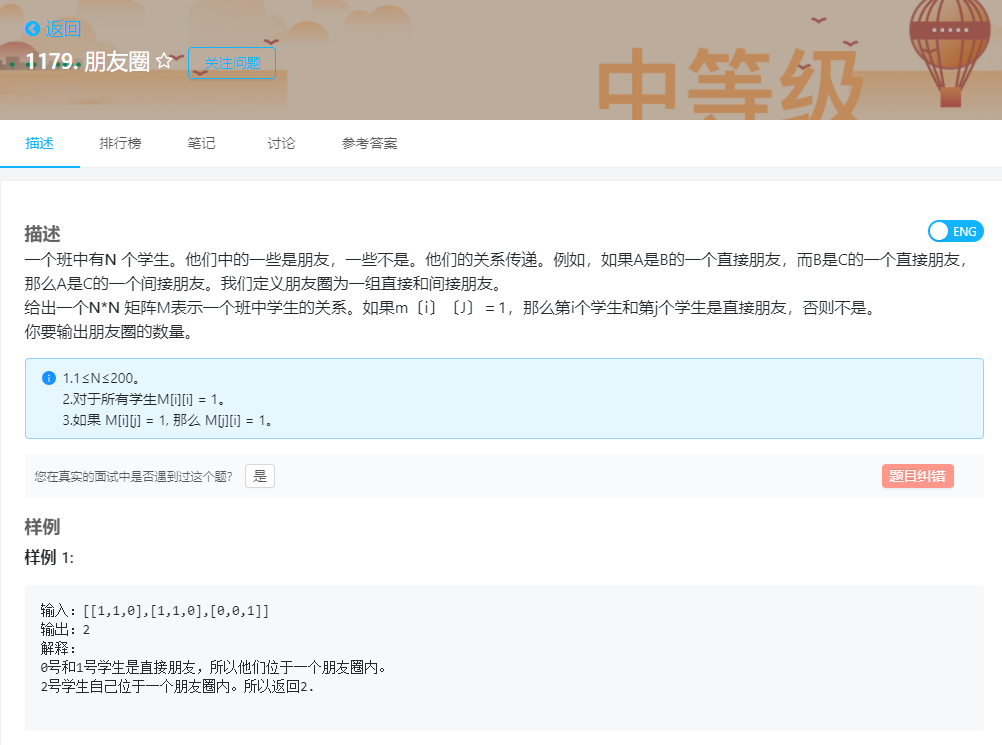 返回
1179. 朋友圈
关注问题
中等级
描述
排行榜
笔记
讨论
参考答案
描述
ENG
一个班中有N 个学生。他们中的一些是朋友，一些不是。他们的关系传递。例如，如果A是B的一个直接朋友，而B是C的一个直接朋友，
那么A是C的一个间接朋友。我们定义朋友圈为一组直接和间接朋友。
给出一个N*N 矩阵M表示一个班中学生的关系。如果m〔i〕〔J〕＝1，那么第i个学生和第j个学生是直接朋友，否则不是。
你要输出朋友圈的数量。
1.1≤N≤200。
2.对于所有学生M[i][i] = 1。
3.如果 M[i][j] = 1, 那么 M[j][i] = 1。
您在真实的面试中是否遇到过这个题？
是
题目纠错
样例
样例 1:
输入：[[1,1,0],[1,1,0],[0,0,1]]
输出：2
解释：
0号和1号学生是直接朋友，所以他们位于一个朋友圈内。
2号学生自己位于一个朋友圈内。所以返回2.